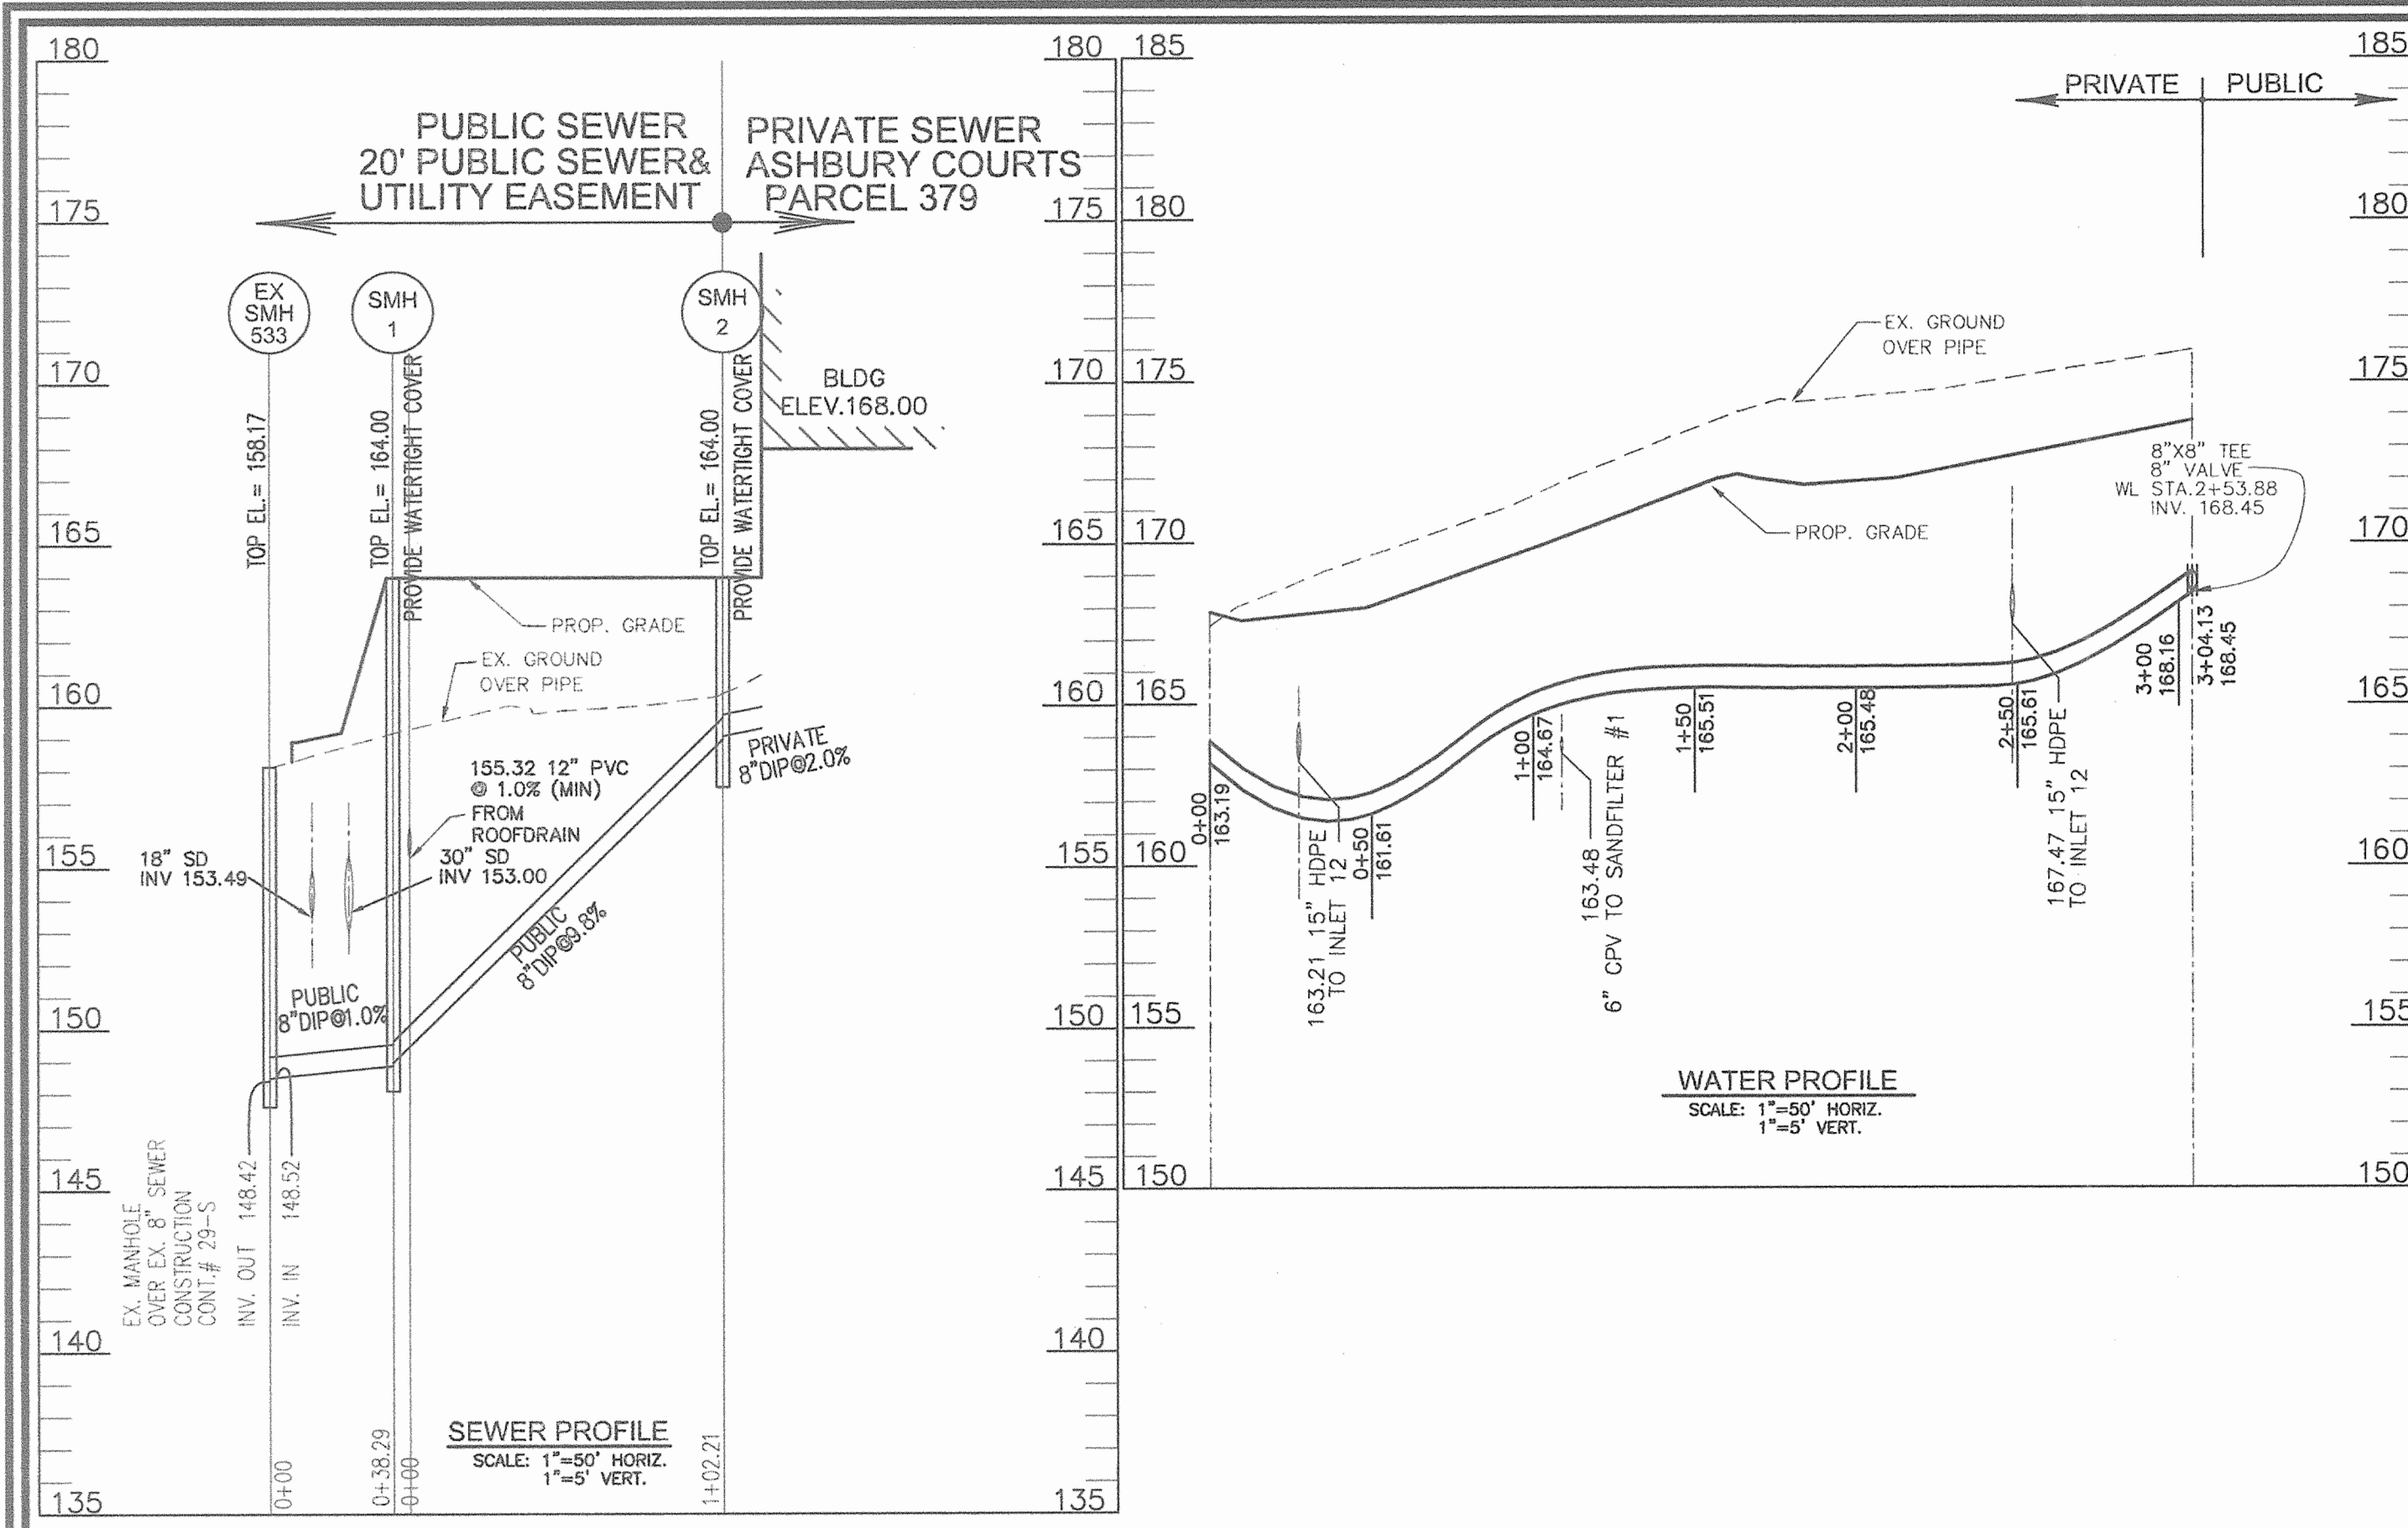 180
175
170
165
160
155
150
145
140
135
PUBLIC SEWER
20' PUBLIC SEWER&
UTILITY EASEMENT
PRIVATE SEWER
ASHBURY COURTS
PARCEL 379
EX
SMH
533
SMH
1
SMH
2
TOP EL.= 158.17
TOP EL.= 164.00
PROVIDE WATERTIGHT COVER
TOP EL.= 164.00
PROVIDE WATERTIGHT COVER
BLDG
ELEV.168.00
PROP. GRADE
EX. GROUND
OVER PIPE
155.32 12" PVC
@ 1.0% (MIN)
FROM
ROOFDRAIN
30" SD
INV 153.00
18" SD
INV 153.49
PRIVATE
8"DIP@2.0%
PUBLIC
8"DIP@9.8%
PUBLIC
8"DIP@1.0%
EX. MANHOLE
OVER EX. 8" SEWER
CONSTRUCTION
CONT.# 29-S
INV. OUT 148.42
INV. IN 148.52
SEWER PROFILE
SCALE: 1"=50' HORIZ.
1"=5' VERT.
0+00
0+38.29
0+00
1+02.21
180
175
170
165
160
155
150
145
140
135
185
180
175
170
165
160
155
150
PRIVATE
PUBLIC
EX. GROUND
OVER PIPE
PROP. GRADE
8"X8" TEE
8" VALVE
WL STA.2+53.88
INV. 168.45
0+00
163.19
163.21 15" HDPE
TO INLET 12
0+50
161.61
1+00
164.67
163.48
6" CPV TO SANDFILTER #1
1+50
165.51
2+00
165.48
2+50
165.61
167.47 15" HDPE
TO INLET 12
3+00
168.16
3+04.13
168.45
WATER PROFILE
SCALE: 1"=50' HORIZ.
1"=5' VERT.
185
180
175
170
165
160
155
150